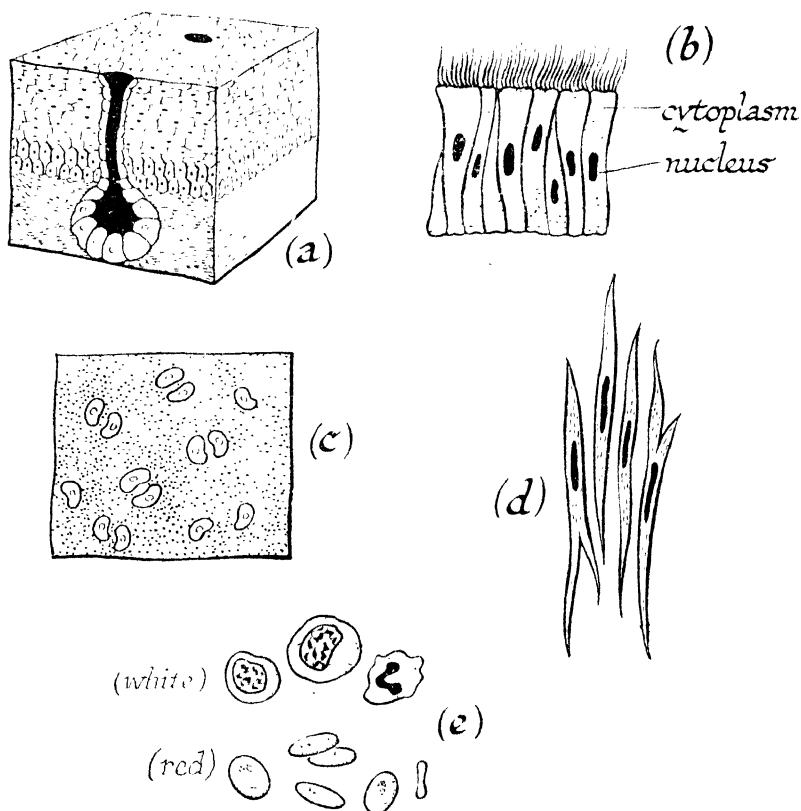 (b)
cytoplasm
nucleus
(a)
(c)
(d)
(white)
(e)
(red)